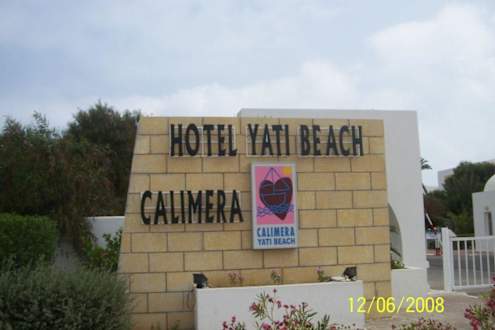 HOTEL YATI BEACH
CALIMERA
CALIMERA
YATI BEACH
12/06/2008